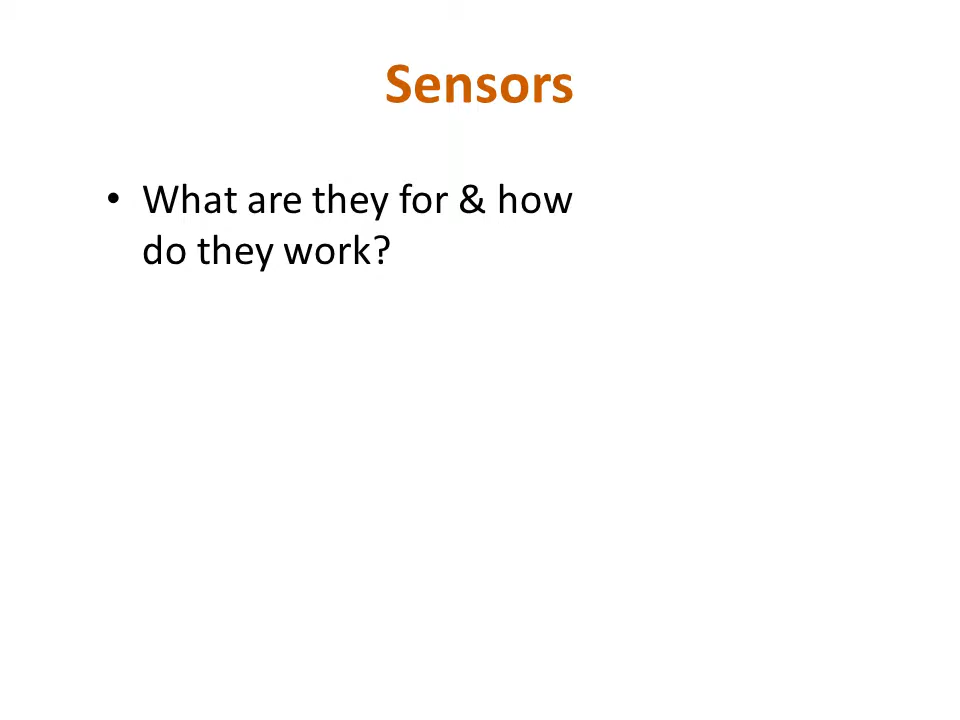 Sensors
• What are they for & how
do they work?